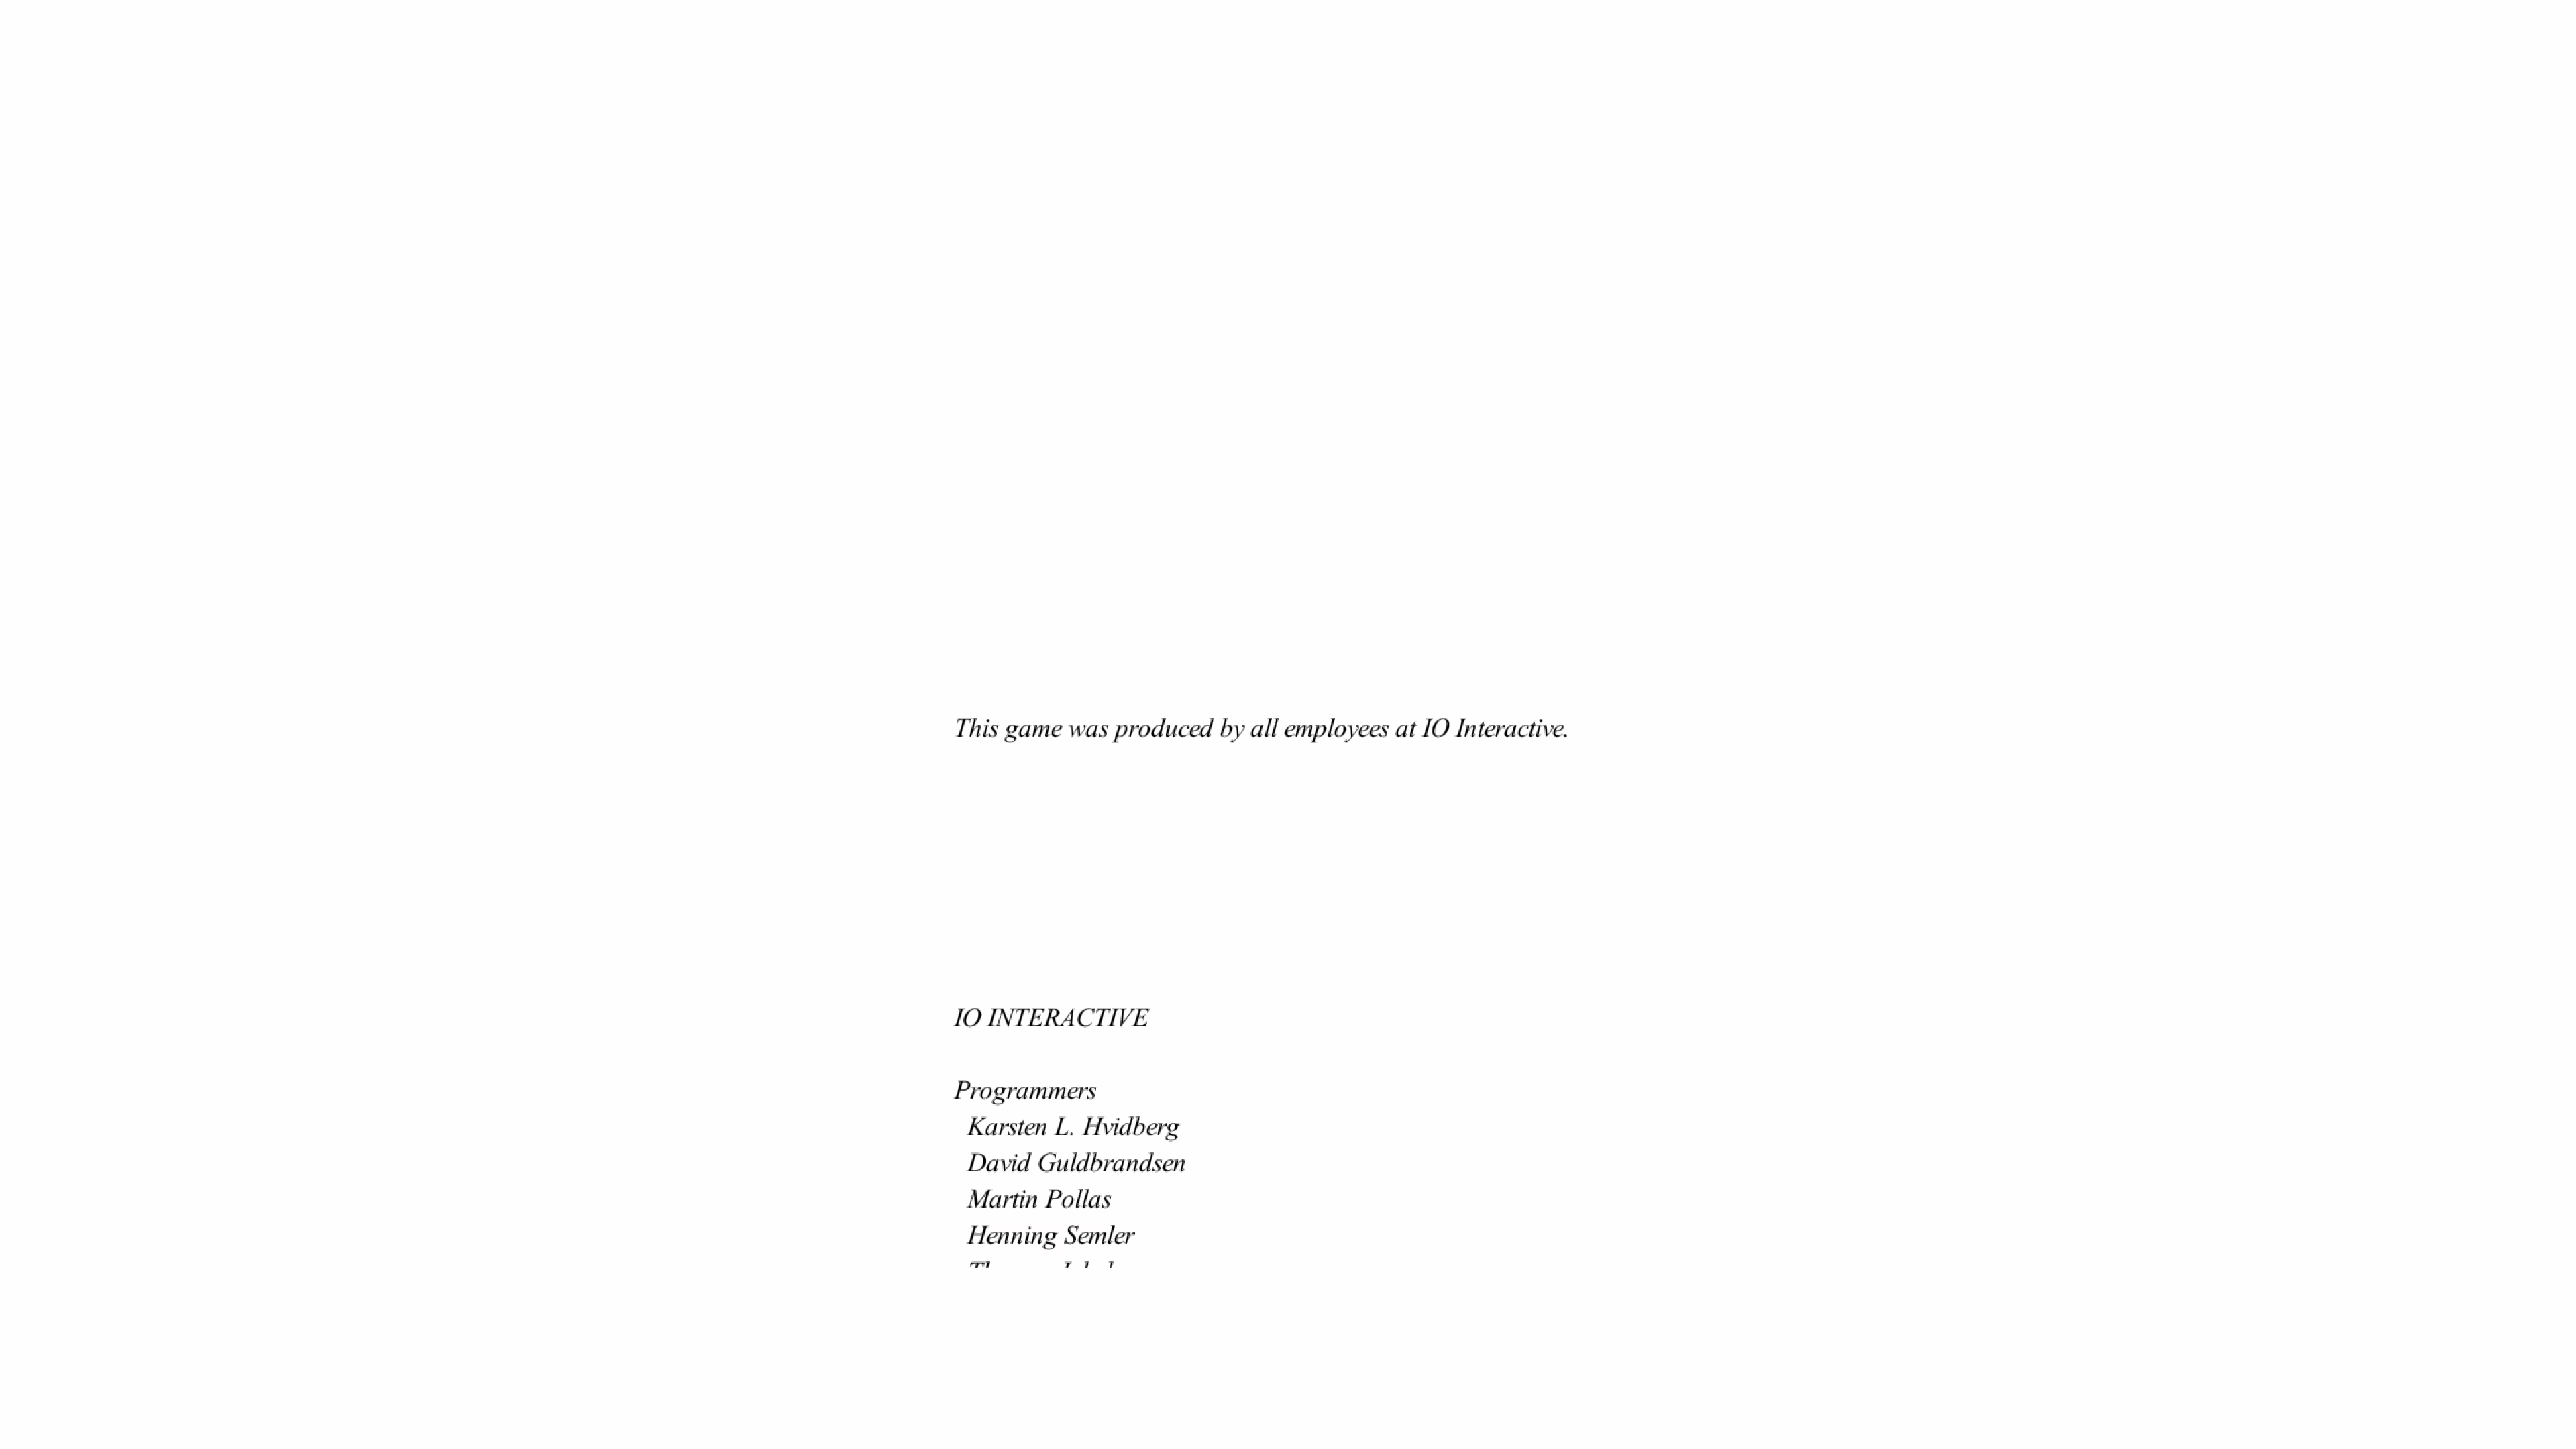 This game was produced by all employees at IO Interactive.
IO INTERACTIVE
Programmers
Karsten L. Hvidberg
David Guldbrandsen
Martin Pollas
Henning Semler